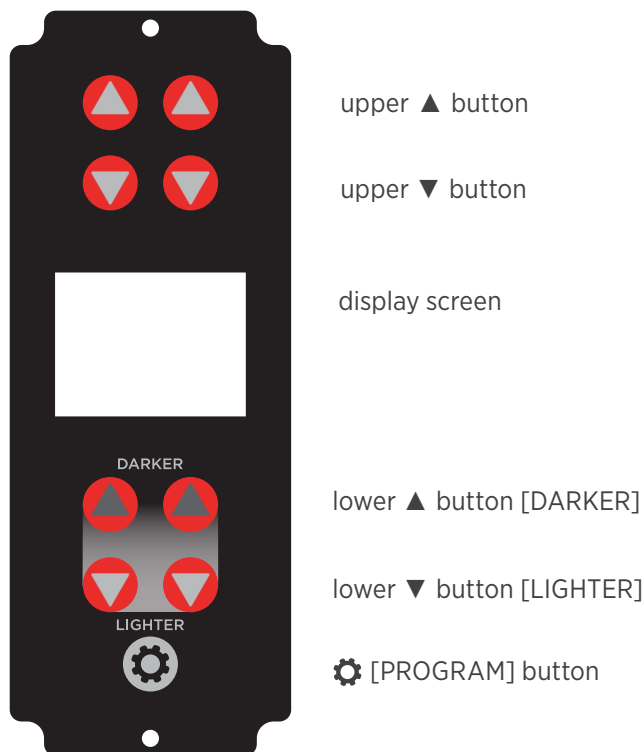 upper ▲ button
upper ▼ button
display screen
DARKER
lower ▲ button [DARKER]
lower ▼ button [LIGHTER]
LIGHTER
[PROGRAM] button